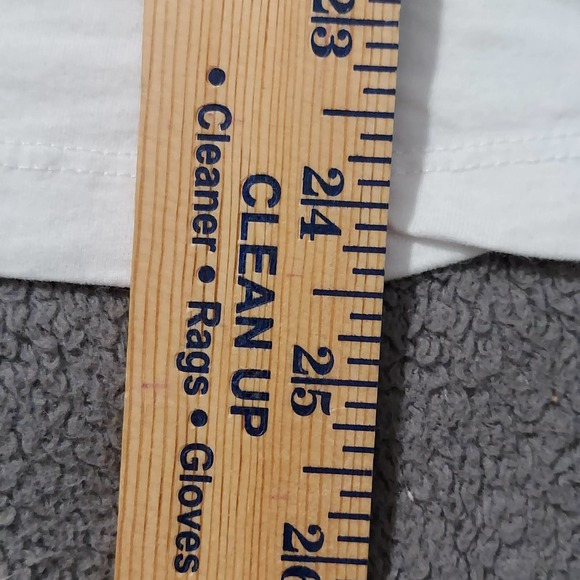 23
24
25
26
CLEAN UP
• Cleaner • Rags • Gloves